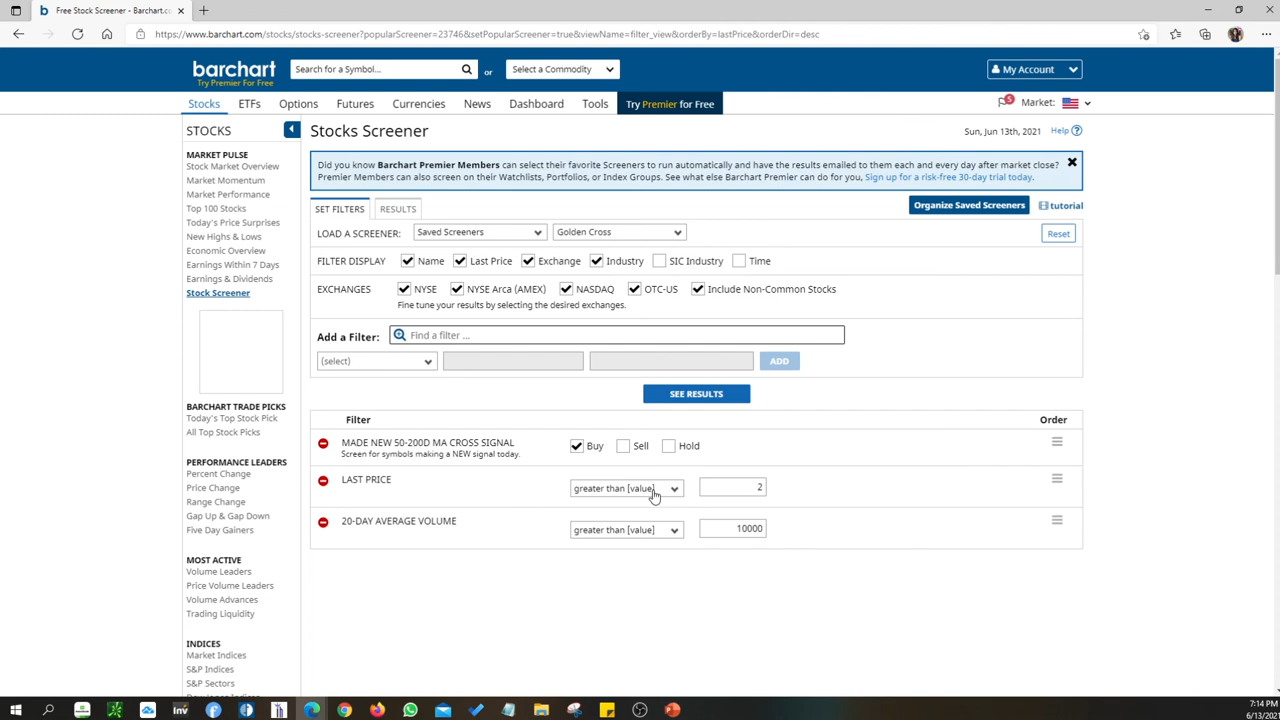 Free Stock Screener - Barchart.co
https://www.barchart.com/stocks/stocks-screener?popularScreener=23746&setPopularScreener=true&viewName=filter_view&orderBy=lastPrice&orderDir=desc
barchart
Try Premier For Free
Search for a Symbol...
or
Select a Commodity
My Account
Stocks ETFs Options Futures Currencies News Dashboard Tools Try Premier for Free
5 Market:
STOCKS
Stocks Screener
Sun, Jun 13th, 2021 Help
MARKET PULSE
Stock Market Overview
Market Momentum
Market Performance
Top 100 Stocks
Today's Price Surprises
New Highs & Lows
Economic Overview
Earnings Within 7 Days
Earnings & Dividends
Stock Screener
Did you know Barchart Premier Members can select their favorite Screeners to run automatically and have the results emailed to them each and every day after market close?
Premier Members can also screen on their Watchlists, Portfolios, or Index Groups. See what else Barchart Premier can do for you, Sign up for a risk-free 30-day trial today.
SET FILTERS RESULTS
Organize Saved Screeners tutorial
LOAD A SCREENER: Saved Screeners Golden Cross Reset
FILTER DISPLAY Name Last Price Exchange Industry SIC Industry Time
EXCHANGES NYSE NYSE Arca (AMEX) NASDAQ OTC-US Include Non-Common Stocks
Fine tune your results by selecting the desired exchanges.
Add a Filter: Find a filter ...
(select) ADD
SEE RESULTS
Filter Order
MADE NEW 50-200D MA CROSS SIGNAL Buy Sell Hold
Screen for symbols making a NEW signal today.
LAST PRICE greater than [value] 2
20-DAY AVERAGE VOLUME greater than [value] 10000
BARCHART TRADE PICKS
Today's Top Stock Pick
All Top Stock Picks
PERFORMANCE LEADERS
Percent Change
Price Change
Range Change
Gap Up & Gap Down
Five Day Gainers
MOST ACTIVE
Volume Leaders
Price Volume Leaders
Volume Advances
Trading Liquidity
INDICES
Market Indices
S&P Indices
S&P Sectors
inv
7:14 PM
6/13/2021